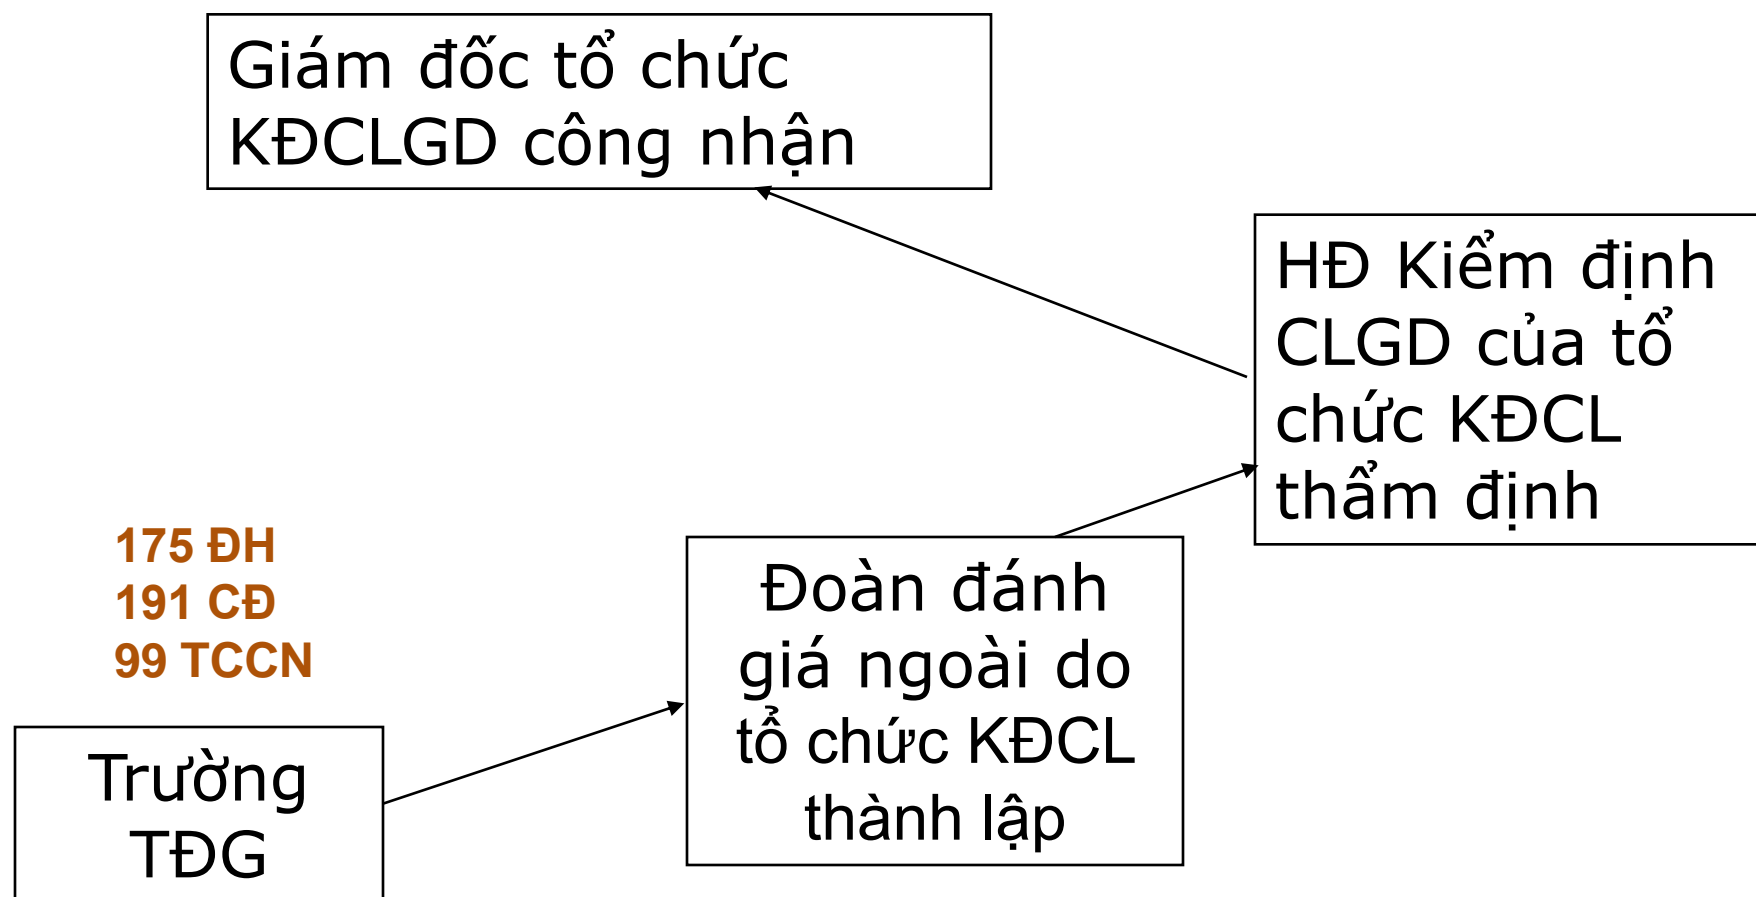 Giám đốc tổ chức
KĐCLGD công nhận
HĐ Kiểm định
CLGD của tổ
chức KĐCL
thẩm định
175 ĐH
191 CĐ
99 TCCN
Đoàn đánh
giá ngoài do
tổ chức KĐCL
thành lập
Trường
TĐG